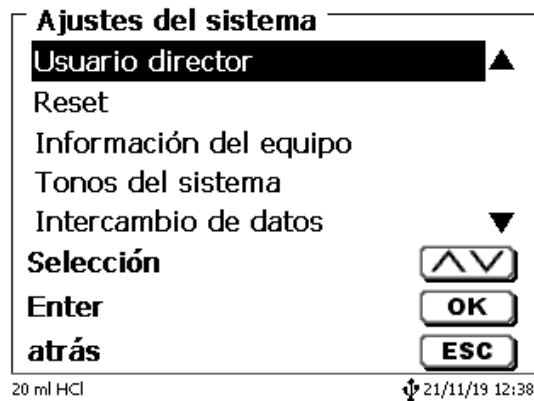 Ajustes del sistema
Usuario director
Reset
Información del equipo
Tonos del sistema
Intercambio de datos
Selección
Enter OK
atrás ESC
20 ml HCl 21/11/19 12:38